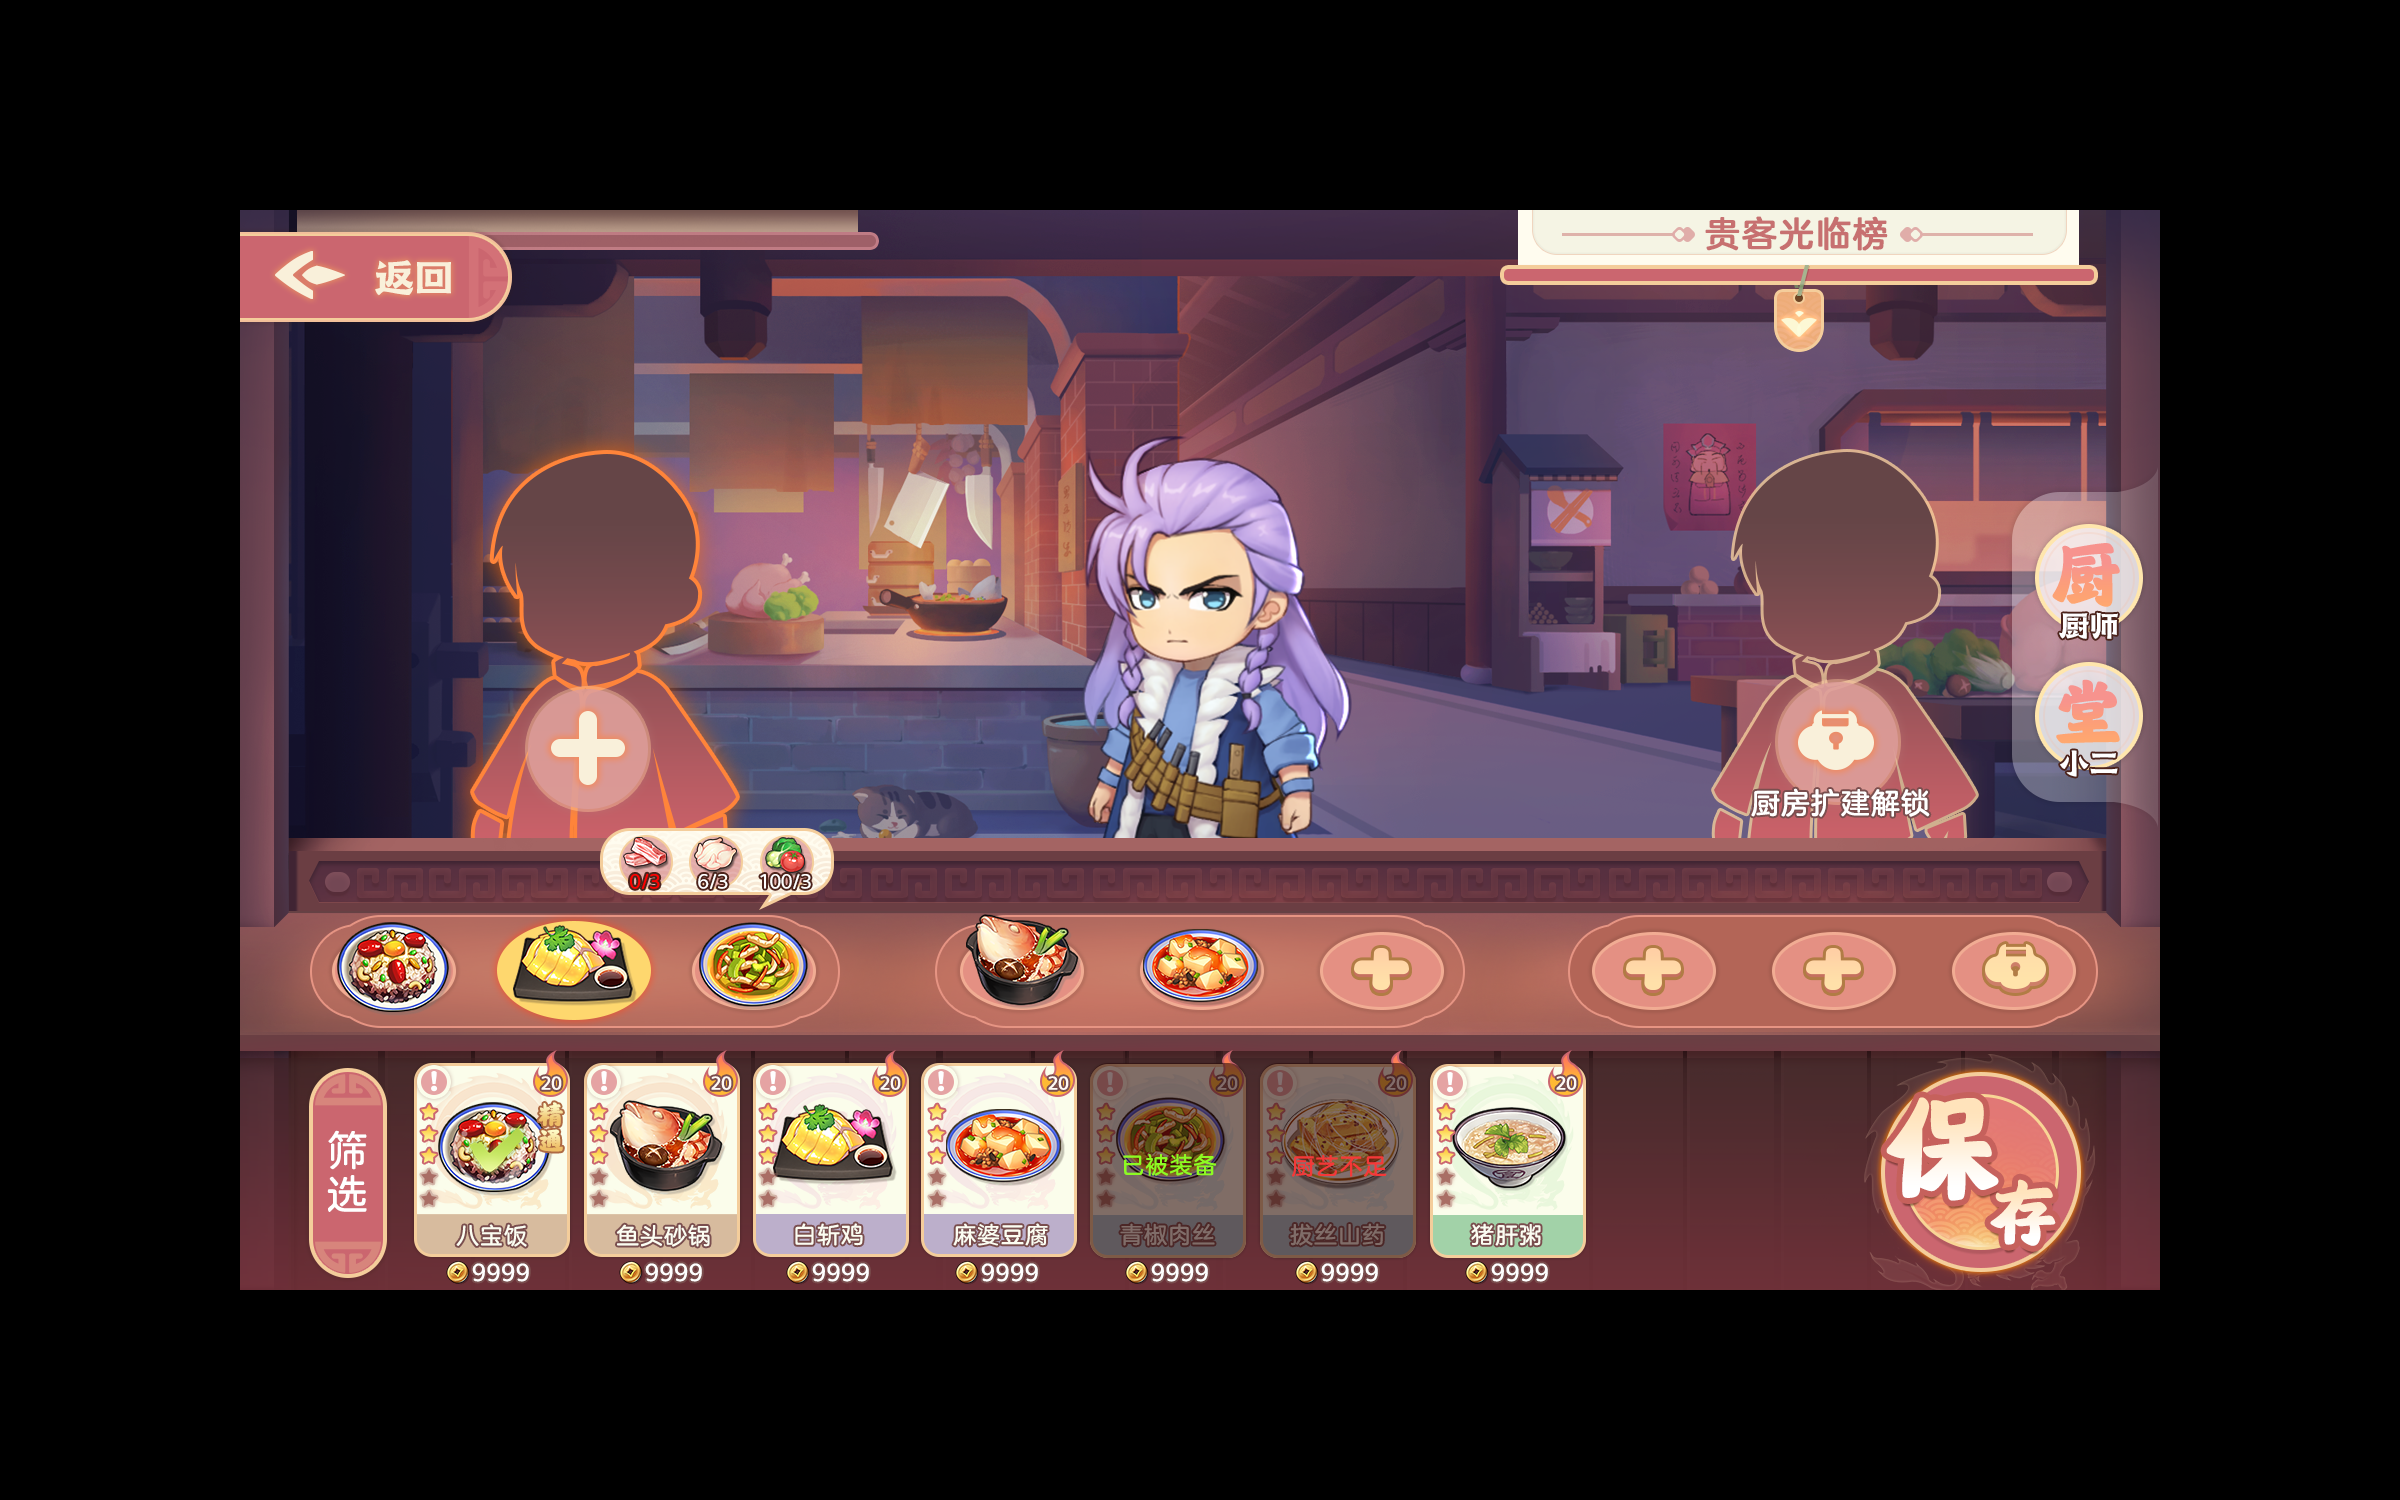 返回
贵客光临榜
厨
厨师
堂
小二
厨房扩建解锁
0/3
6/3
100/3
筛选
20
精通
八宝饭
9999
20
鱼头砂锅
9999
20
白斩鸡
9999
20
麻婆豆腐
9999
20
已被装备
青椒肉丝
9999
20
厨艺不足
拔丝山药
9999
20
猪肝粥
9999
保存